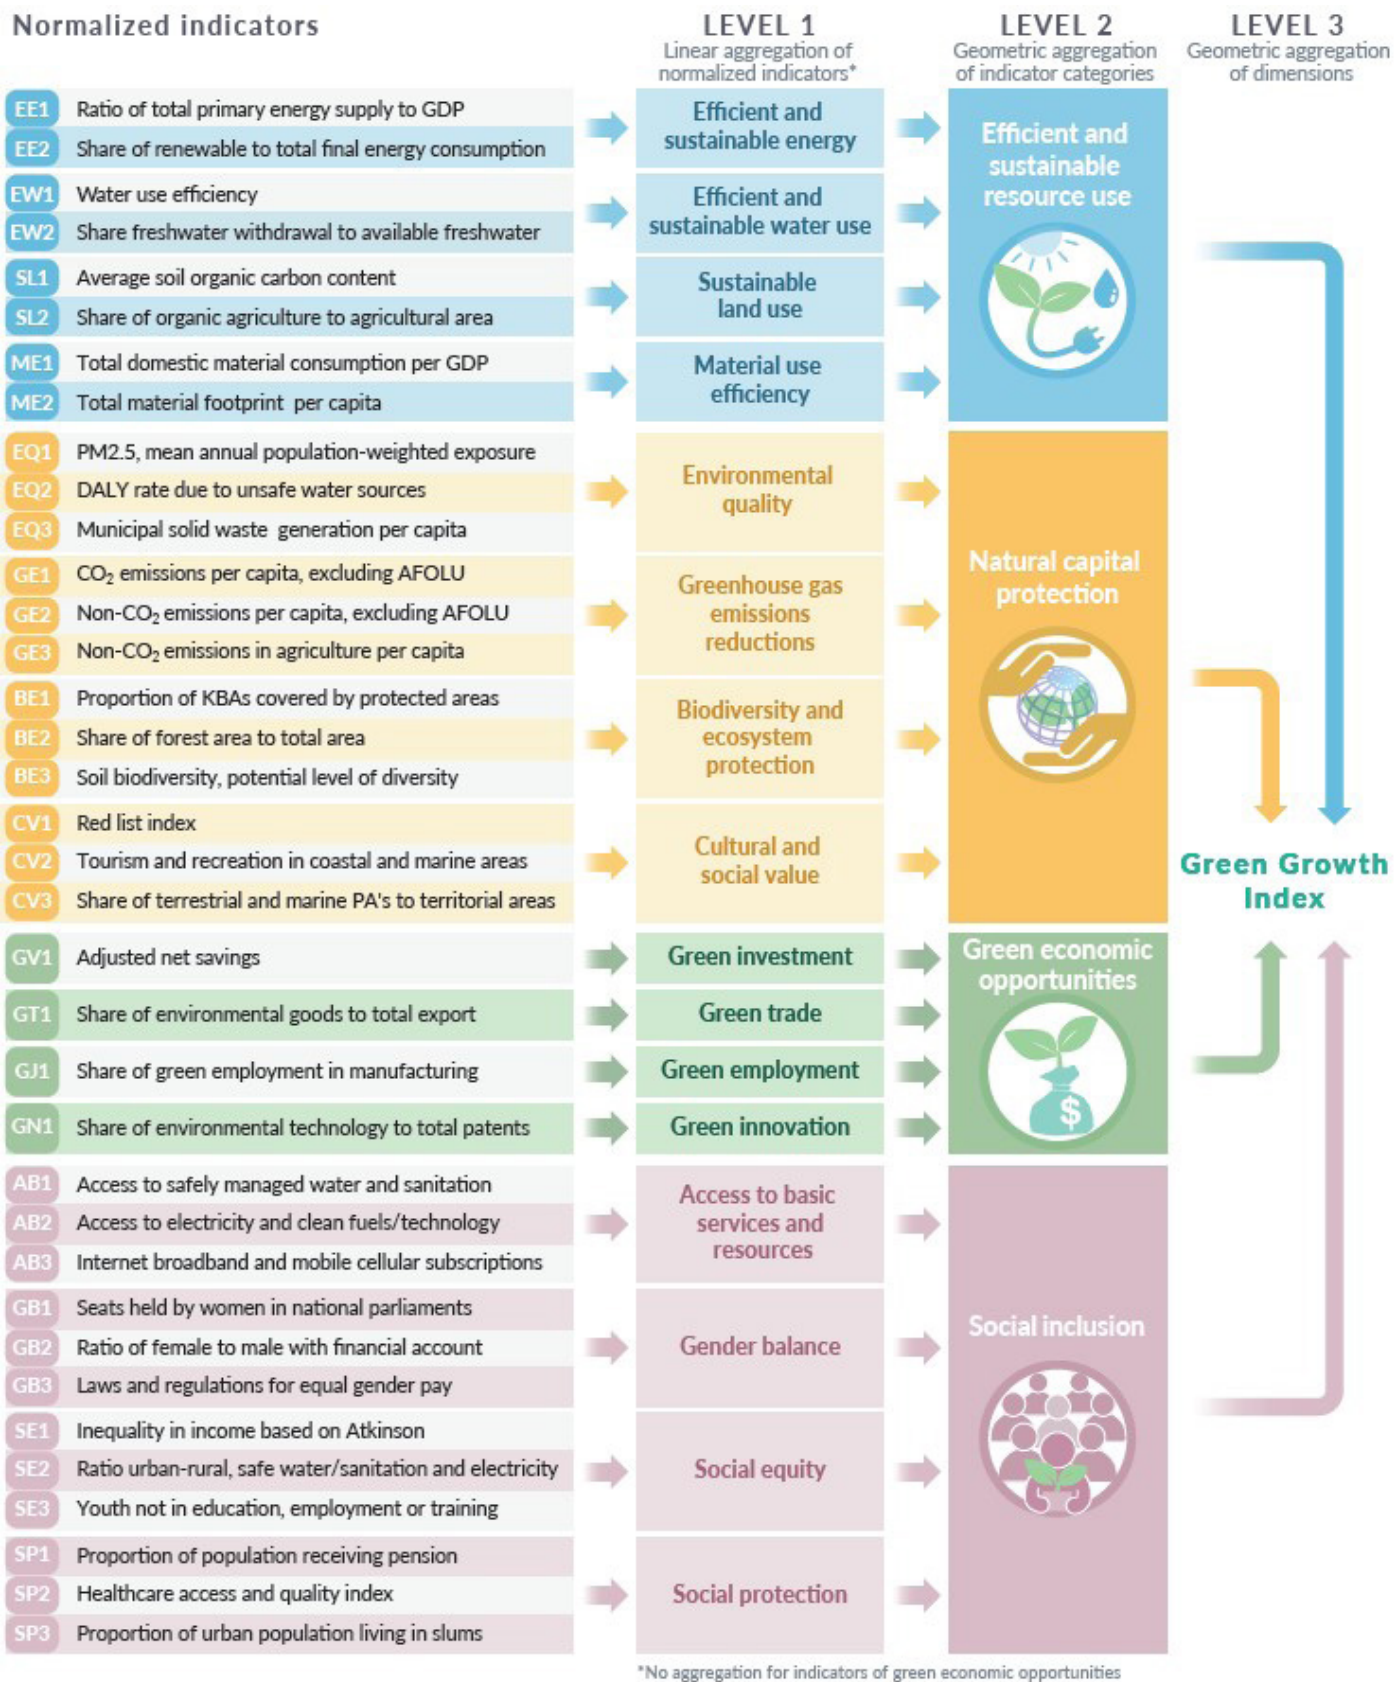 Normalized indicators
LEVEL 1
Linear aggregation of
normalized indicators*
LEVEL 2
Geometric aggregation
of indicator categories
LEVEL 3
Geometric aggregation
of dimensions
EE1 Ratio of total primary energy supply to GDP
EE2 Share of renewable to total final energy consumption
Efficient and
sustainable energy
EW1 Water use efficiency
EW2 Share freshwater withdrawal to available freshwater
Efficient and
sustainable water use
SL1 Average soil organic carbon content
SL2 Share of organic agriculture to agricultural area
Sustainable
land use
ME1 Total domestic material consumption per GDP
ME2 Total material footprint per capita
Material use
efficiency
Efficient and
sustainable
resource use
EQ1 PM2.5, mean annual population-weighted exposure
EQ2 DALY rate due to unsafe water sources
EQ3 Municipal solid waste generation per capita
Environmental
quality
GE1 CO₂ emissions per capita, excluding AFOLU
GE2 Non-CO₂ emissions per capita, excluding AFOLU
GE3 Non-CO₂ emissions in agriculture per capita
Greenhouse gas
emissions
reductions
BE1 Proportion of KBAs covered by protected areas
BE2 Share of forest area to total area
BE3 Soil biodiversity, potential level of diversity
Biodiversity and
ecosystem
protection
CV1 Red list index
CV2 Tourism and recreation in coastal and marine areas
CV3 Share of terrestrial and marine PA's to territorial areas
Cultural and
social value
Natural capital
protection
Green Growth
Index
GV1 Adjusted net savings
Green investment
GT1 Share of environmental goods to total export
Green trade
GJ1 Share of green employment in manufacturing
Green employment
GN1 Share of environmental technology to total patents
Green innovation
Green economic
opportunities
$
AB1 Access to safely managed water and sanitation
AB2 Access to electricity and clean fuels/technology
AB3 Internet broadband and mobile cellular subscriptions
Access to basic
services and
resources
GB1 Seats held by women in national parliaments
GB2 Ratio of female to male with financial account
GB3 Laws and regulations for equal gender pay
Gender balance
SE1 Inequality in income based on Atkinson
SE2 Ratio urban-rural, safe water/sanitation and electricity
SE3 Youth not in education, employment or training
Social equity
SP1 Proportion of population receiving pension
SP2 Healthcare access and quality index
SP3 Proportion of urban population living in slums
Social protection
Social inclusion
*No aggregation for indicators of green economic opportunities